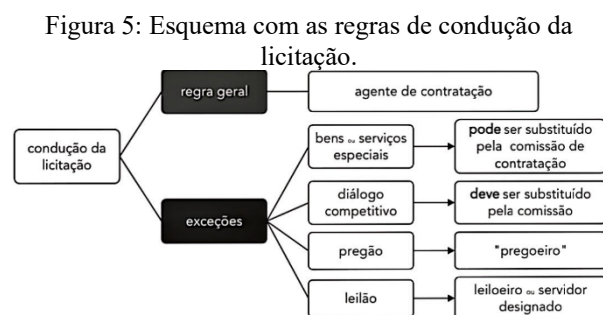 Figura 5: Esquema com as regras de condução da
licitação.
regra geral
agente de contratação
condução da
licitação
exceções
bens ou serviços
especiais
pode ser substituído
pela comissão de
contratação
diálogo
competitivo
deve ser substituído
pela comissão
pregão
"pregoeiro"
leilão
leiloeiro ou servidor
designado